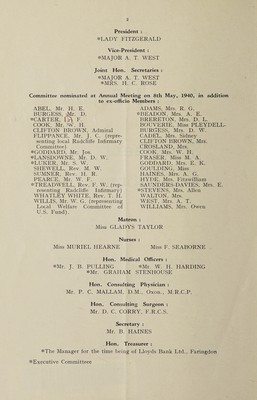 2
President :
*LADY FITZGERALD
Vice-President :
*MAJOR A. T. WEST
Joint Hon. Secretaries :
*MAJOR A. T. WEST
*MRS. H. C. ROSE
Committee nominated at Annual Meeting on 8th May, 1940, in addition
to ex-officio Members :
ABEL, Mr. H. E.
BURGESS, Mr. D.
*CARTER, F.
COOK, Mr. W. H.
CLIFTON BROWN, Admiral
FLIPPANCE, Mr. J. C. (repre-
senting local Radcliffe Infirmary
Committee)
*GODDARD, Mr. Jos.
*LANSDOWNE, Mr. D. W.
*LUKER, Mr. S. W.
SHEWELL, Rev. R. W.
SUMNER, Rev. H. R.
PEARCE, Mr. W. F.
*TREADWELL, Rev. F. W. (rep-
resenting Radcliffe Infirmary)
WHATLEY WHITE, Rev. T. H.
WILLIS, Mr. W. G. (representing
Local Welfare Committee of
U.S. Fund).
ADAMS, Mrs. R. G.
*BEADON, Mrs. A. E.
BRERETON, Mrs. D. L.
BOUVERIE, Miss PLEYDELL-
BURGESS, Mrs. D. W.
CADEL, Mrs. Sidney
CLIFTON BROWN, Mrs.
CROSLAND, Mrs.
COOK, Mrs. W. H.
FRASER, Miss M. A.
GODDARD, Mrs. E. K.
GOULDING, Miss
HAINES, Mrs. A. G.
HYDE, Mrs. Fitzwilliam
SAUNDERS-DAVIES, Mrs. E.
*STEVENS, Mrs. Allen
WALTON, Mrs.
WEST, Mrs. A. T.
WILLIAMS, Mrs. Owen
Matron :
Miss GLADYS TAYLOR
Nurses :
Miss MURIEL HEARNE Miss F. SEABORNE
Hon. Medical Officers :
*Mr. J. B. PULLING *Mr. W. H. HARDING
*Mr. GRAHAM STENHOUSE
Hon. Consulting Physician :
Mr. P. C. MALLAM, D.M., Oxon., M.R.C.P.
Hon. Consulting Surgeon :
Mr. D. C. CORRY, F.R.C.S.
Secretary :
Mr. B. HAINES
Hon. Treasurer :
*The Manager for the time being of Lloyds Bank Ltd., Faringdon
*Executive Committees